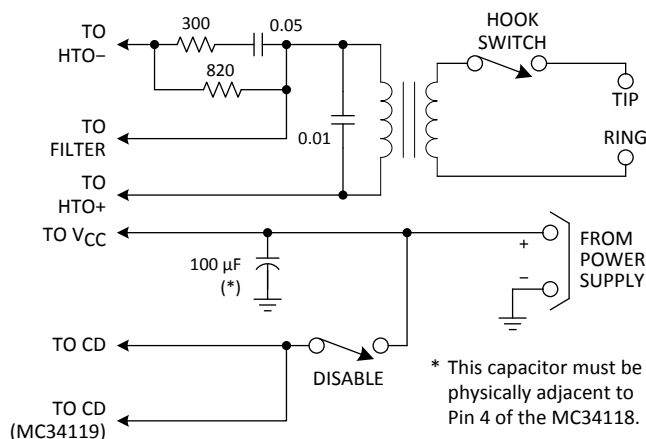 TO
HTO–
300
0.05
820
TO
FILTER
0.01
TO
HTO+
HOOK
SWITCH
TIP
RING
TO VCC
100 µF
(*)
+
–
FROM
POWER
SUPPLY
TO CD
DISABLE
TO CD
(MC34119)
* This capacitor must be
physically adjacent to
Pin 4 of the MC34118.